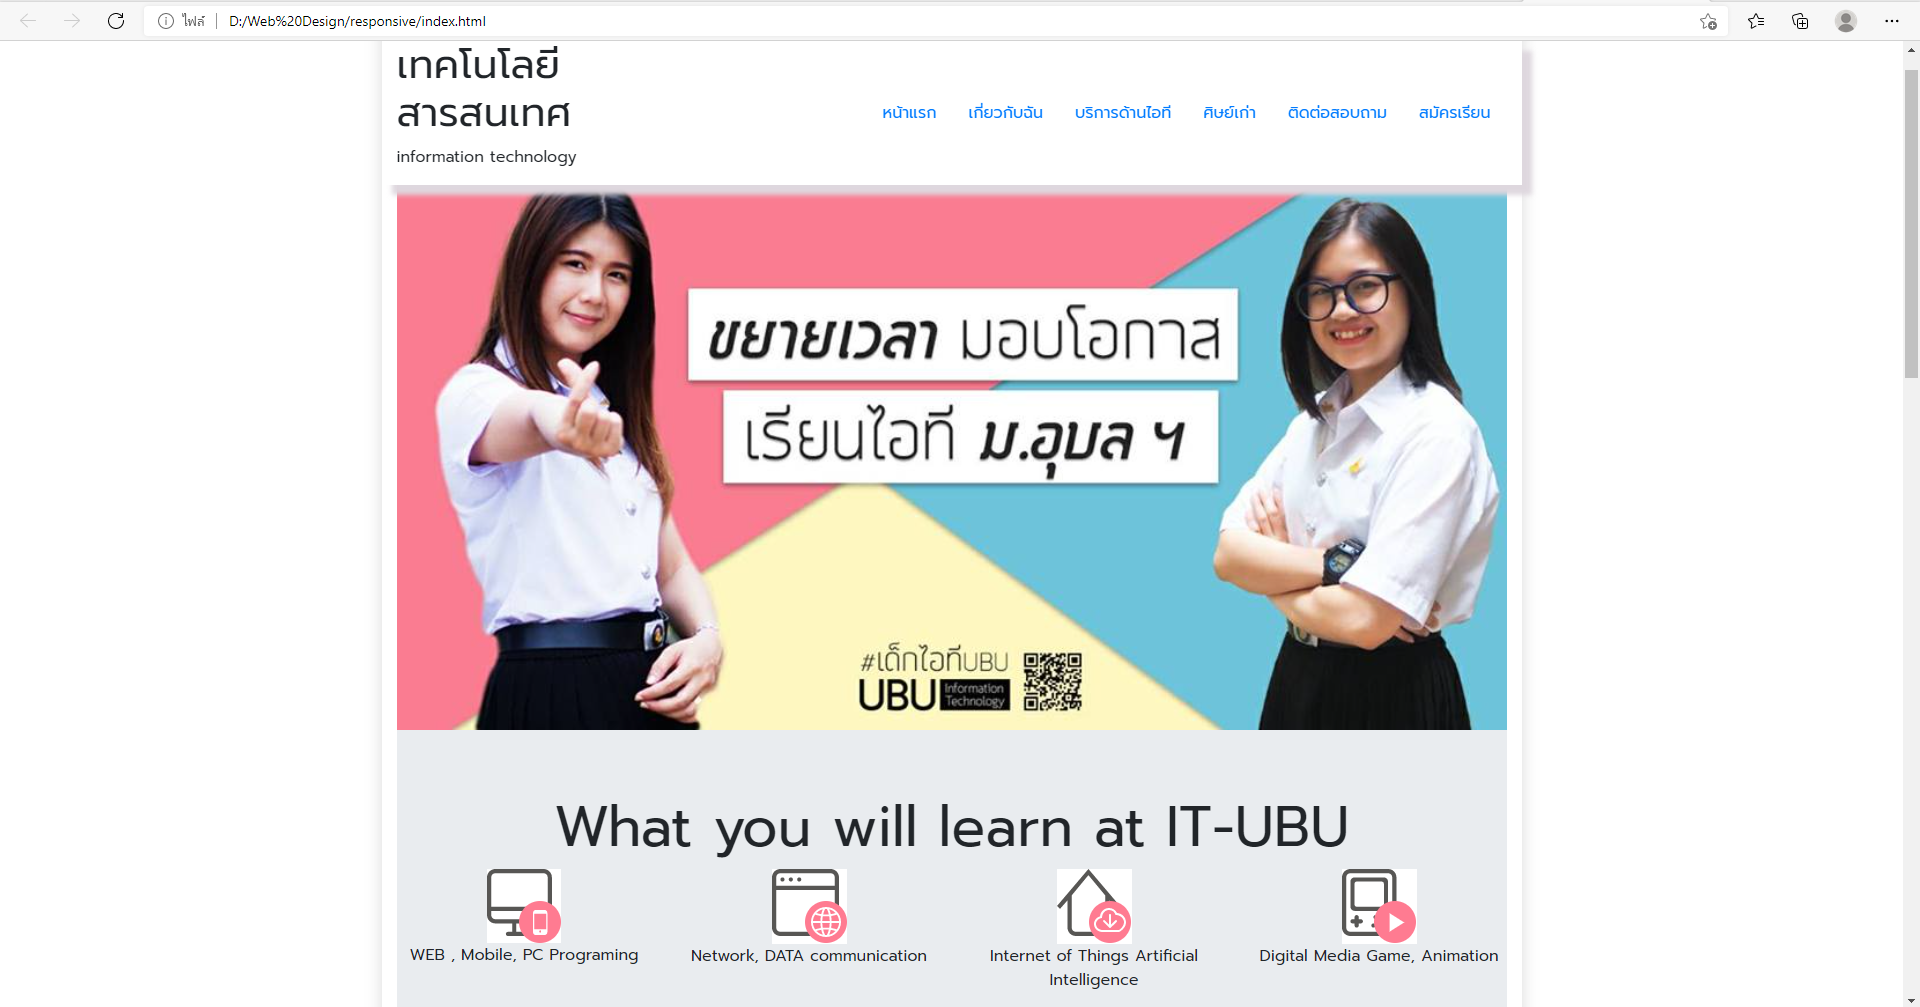 ไฟล์ D:/Web%20Design/responsive/index.html
เทคโนโลยี
สารสนเทศ
information technology
หน้าแรก เกี่ยวกับฉัน บริการด้านไอที ศิษย์เก่า ติดต่อสอบถาม สมัครเรียน
ขยายเวลา มอบโอกาส
เรียนไอที ม.อุบล ฯ
#เด็กไอทีUBU
UBU Information Technology
What you will learn at IT-UBU
WEB , Mobile, PC Programing
Network, DATA communication
Internet of Things Artificial
Intelligence
Digital Media Game, Animation